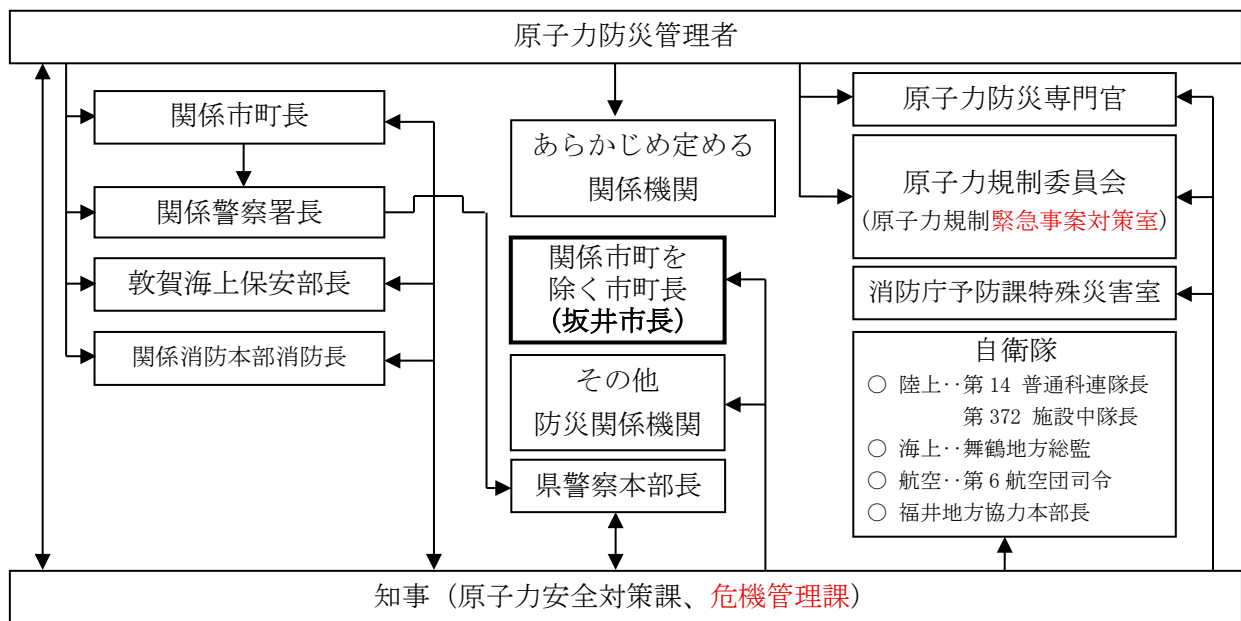 原子力防災管理者
関係市町長
関係警察署長
敦賀海上保安部長
関係消防本部消防長
あらかじめ定める
関係機関
関係市町を
除く市町長
(坂井市長)
その他
防災関係機関
県警察本部長
原子力防災専門官
原子力規制委員会
(原子力規制緊急事案対策室)
消防庁予防課特殊災害室
自衛隊
○ 陸上‥第 14 普通科連隊長
第 372 施設中隊長
○ 海上‥舞鶴地方総監
○ 航空‥第 6 航空団司令
○ 福井地方協力本部長
知事（原子力安全対策課、危機管理課）